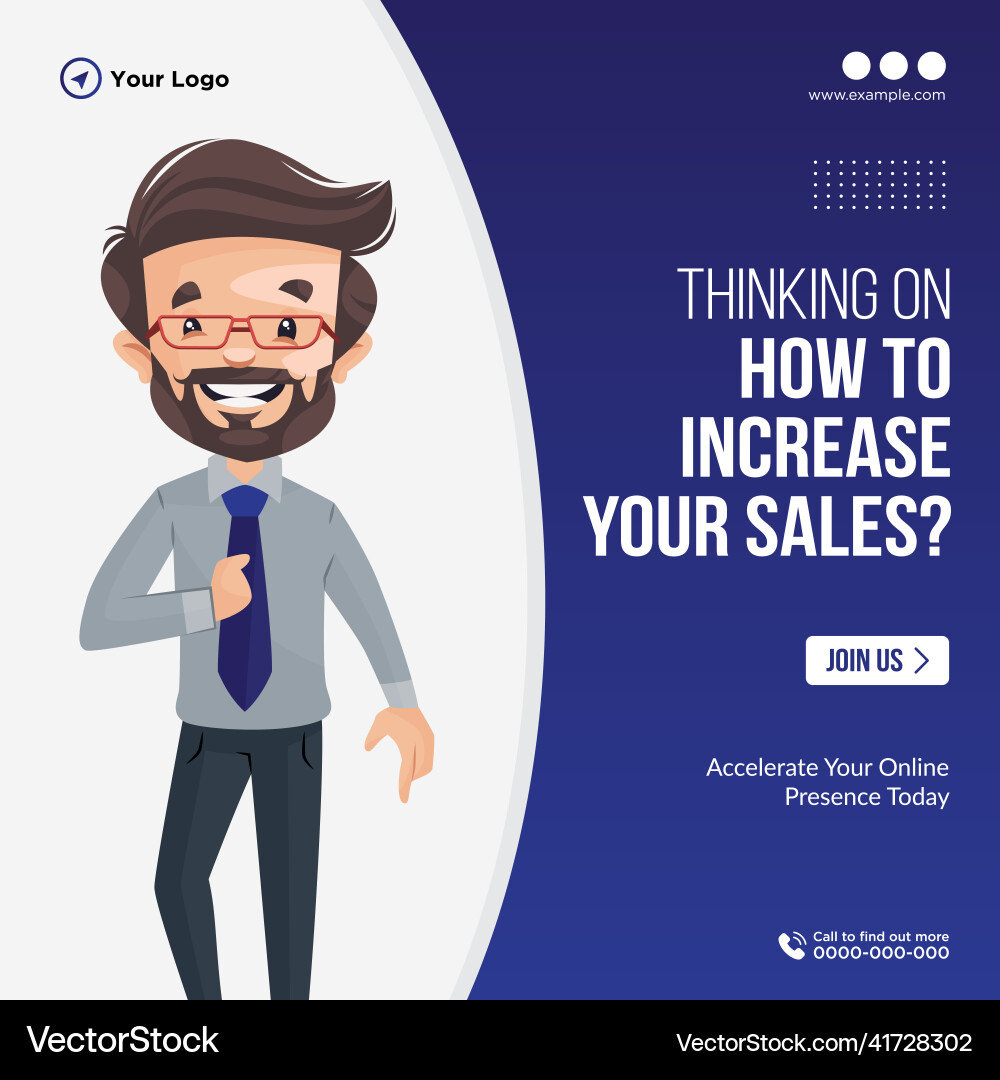 Your Logo
www.example.com
THINKING ON
HOW TO
INCREASE
YOUR SALES?
JOIN US
Accelerate Your Online
Presence Today
Call to find out more
0000-000-000
VectorStock
VectorStock.com/41728302